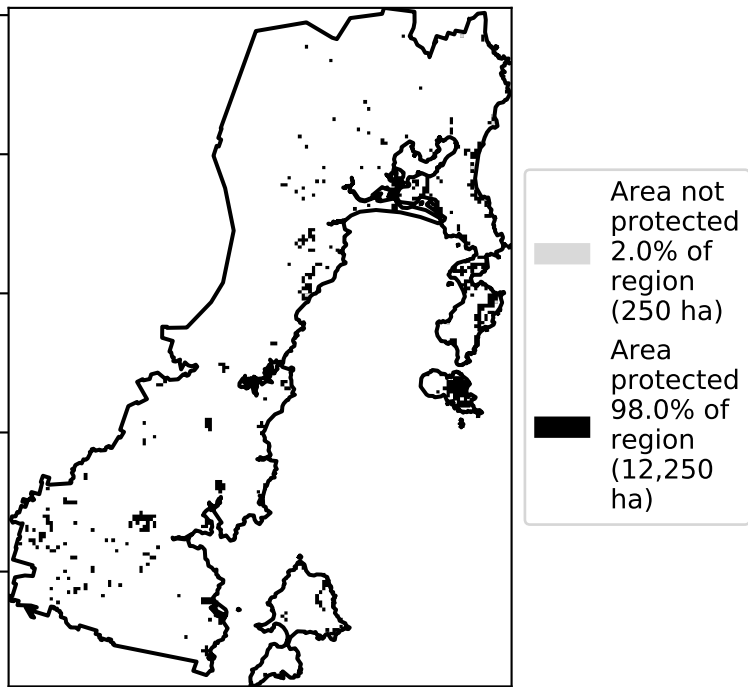 Area not
protected
2.0% of
region
(250 ha)
Area
protected
98.0% of
region
(12,250
ha)